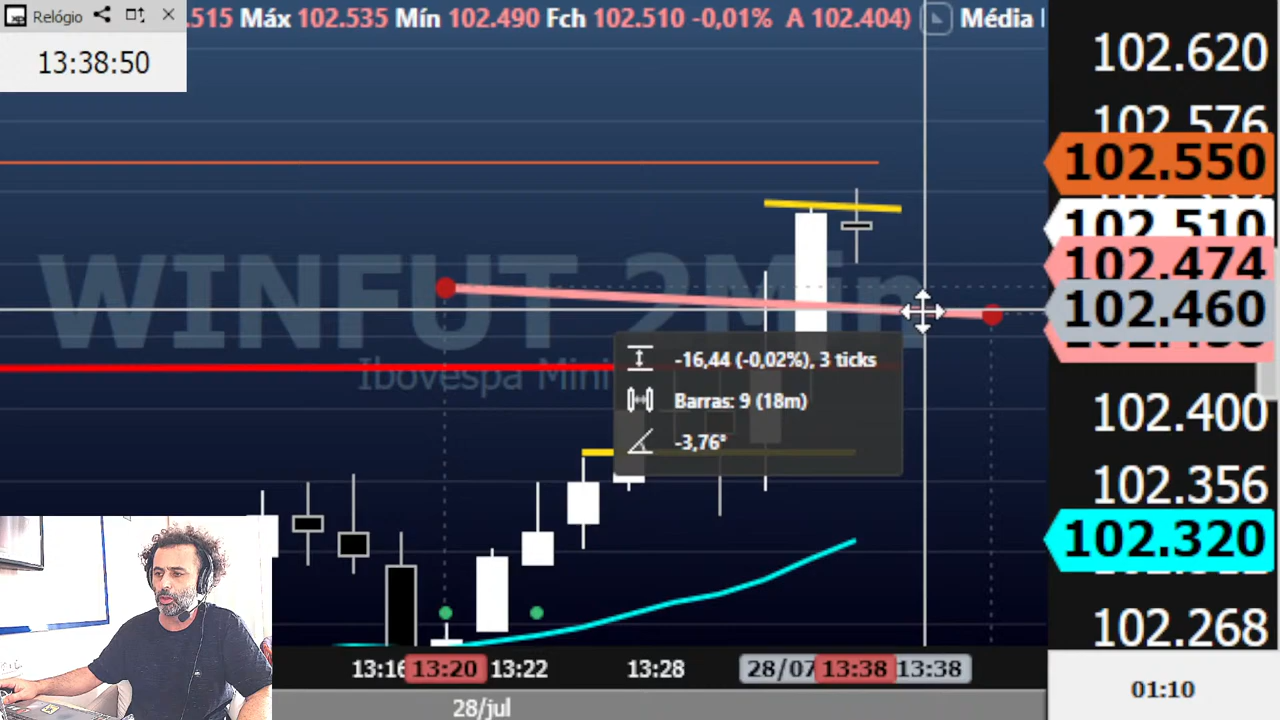 Relógio
.515 Máx 102.535 Mín 102.490 Fch 102.510 -0,01% A 102.404)
Média
13:38:50
102.620
102.576
102.550
102.510
102.474
102.460
102.400
102.356
102.320
102.268
WINFUT 2Min
Ibovespa Mini
-16,44 (-0,02%), 3 ticks
Barras: 9 (18m)
-3,76°
13:16
13:20
13:22
13:28
28/07
13:38
13:38
28/jul
01:10